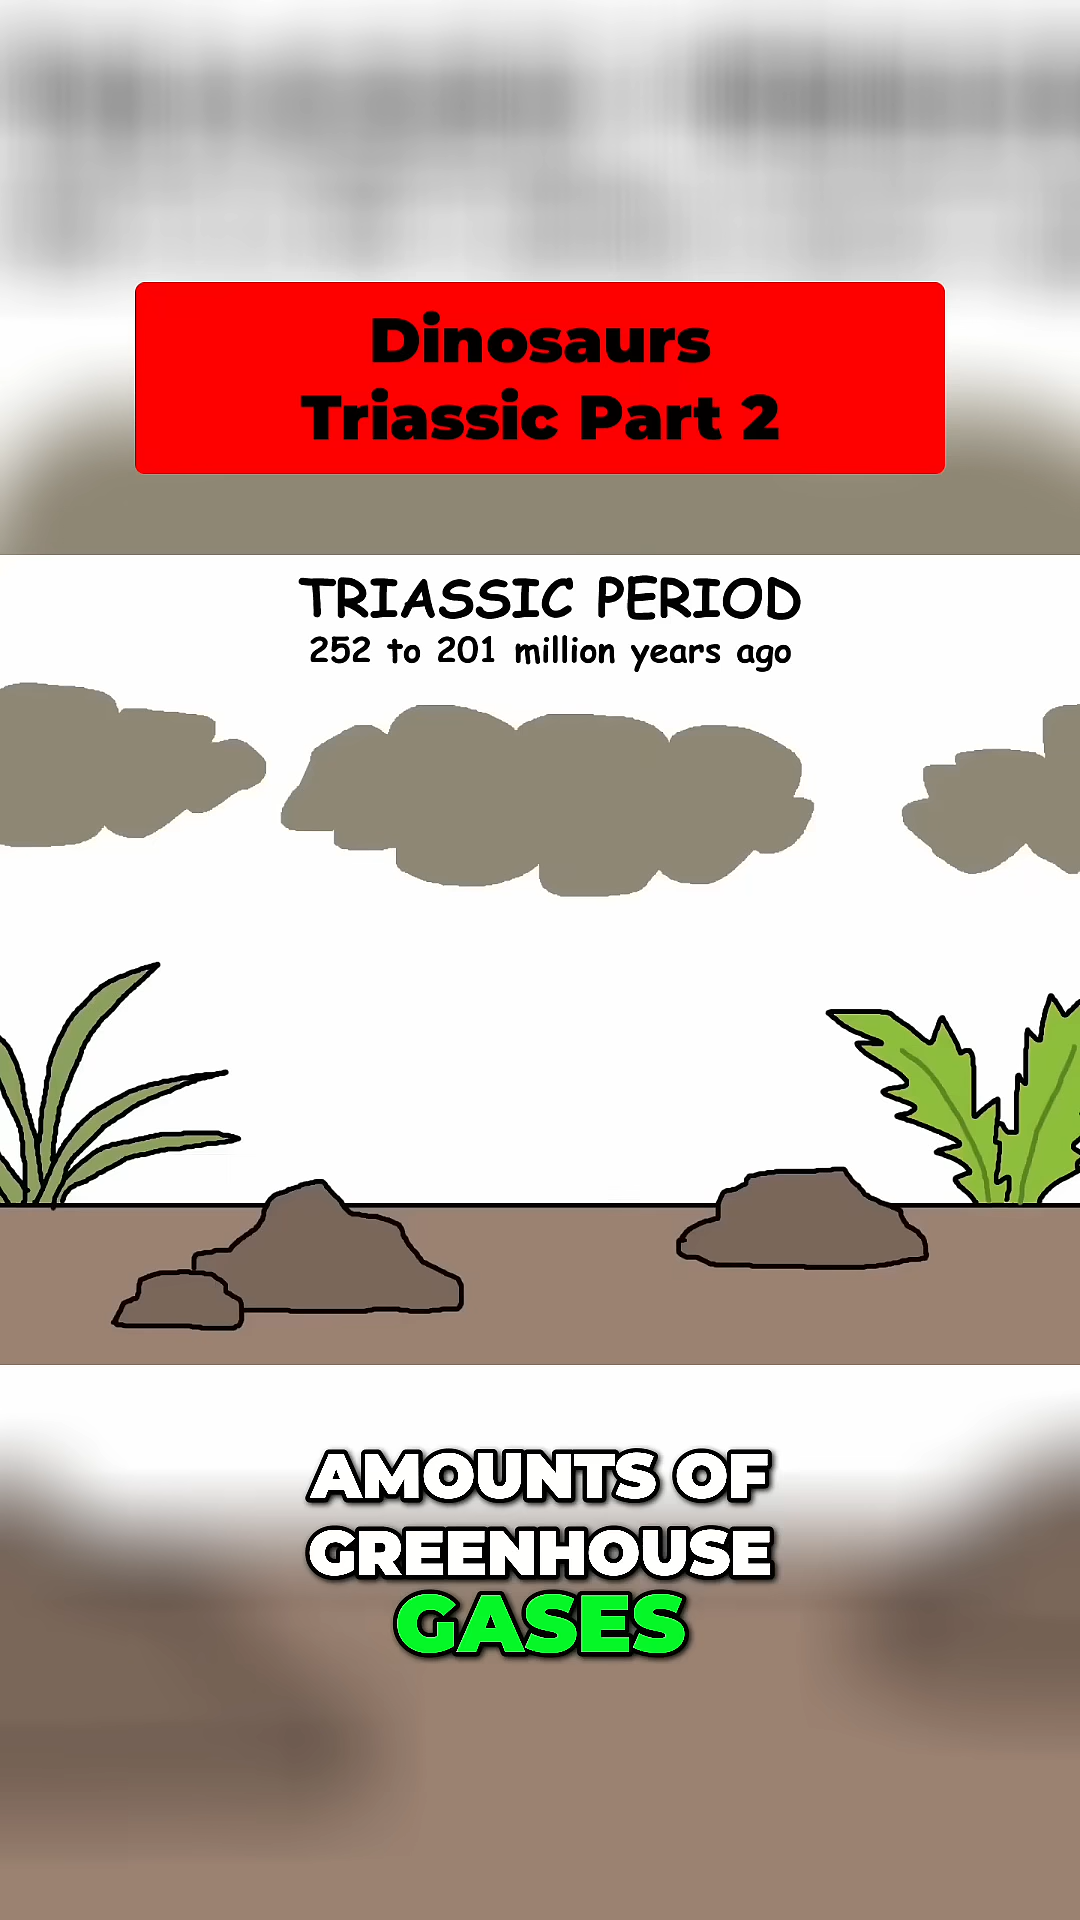 Dinosaurs
Triassic Part 2
TRIASSIC PERIOD
252 to 201 million years ago
AMOUNTS OF
GREENHOUSE
GASES